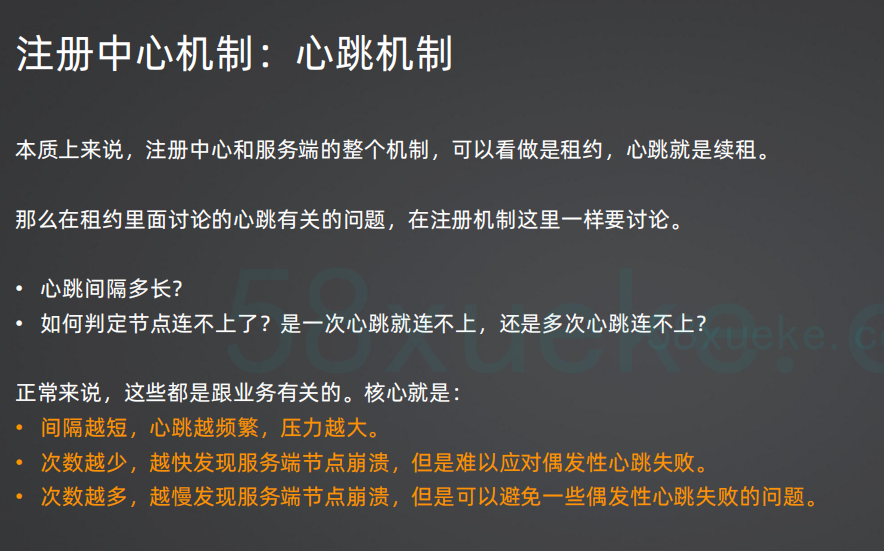 注册中心机制：心跳机制
本质上来说，注册中心和服务端的整个机制，可以看做是租约，心跳就是续租。
那么在租约里面讨论的心跳有关的问题，在注册机制这里一样要讨论。
• 心跳间隔多长？
• 如何判定节点连不上了？是一次心跳就连不上，还是多次心跳连不上？
正常来说，这些都是跟业务有关的。核心就是：
• 间隔越短，心跳越频繁，压力越大。
• 次数越少，越快发现服务端节点崩溃，但是难以应对偶发性心跳失败。
• 次数越多，越慢发现服务端节点崩溃，但是可以避免一些偶发性心跳失败的问题。
58xueke.c
58xueke.co